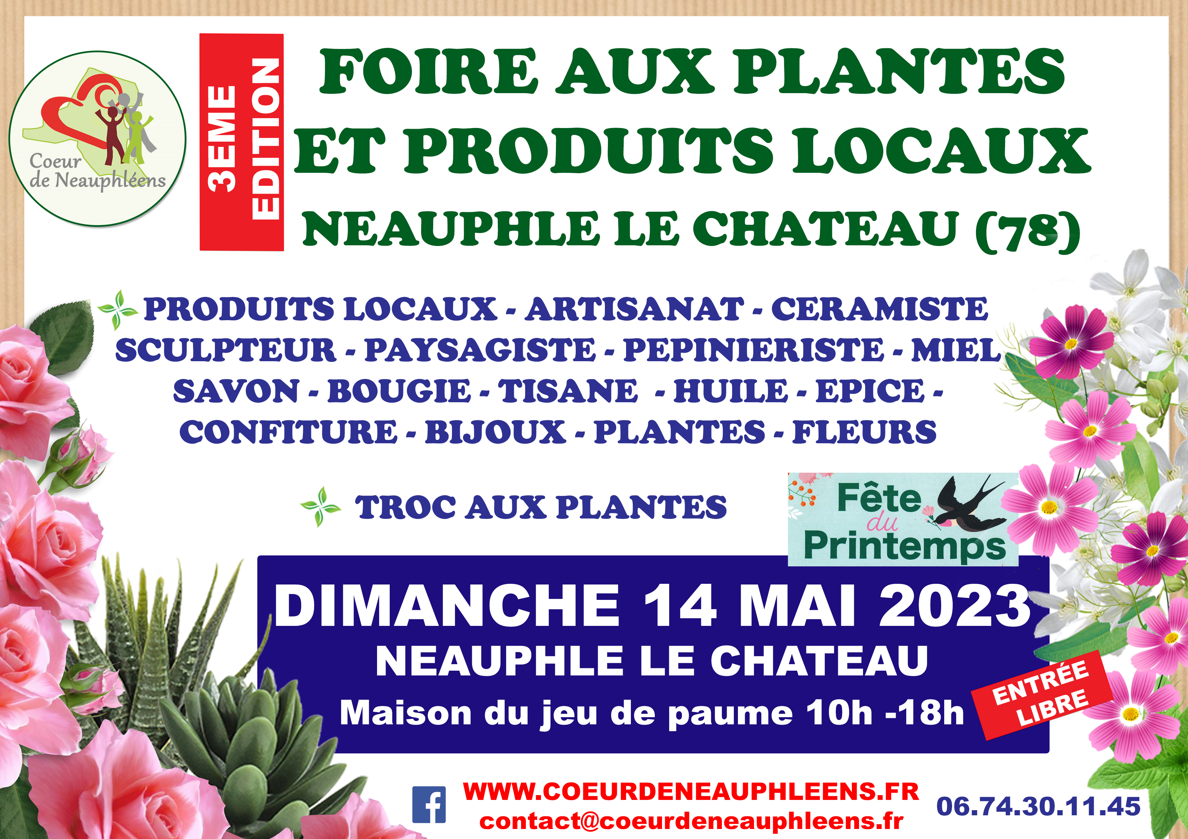 Coeur
de Neauphléens
3EME
EDITION
FOIRE AUX PLANTES
ET PRODUITS LOCAUX
NEAUPHLE LE CHATEAU (78)
PRODUITS LOCAUX - ARTISANAT - CERAMISTE
SCULPTEUR - PAYSAGISTE - PEPINIERISTE - MIEL
SAVON - BOUGIE - TISANE - HUILE - EPICE -
CONFITURE - BIJOUX - PLANTES - FLEURS
TROC AUX PLANTES
Fête
du
Printemps
DIMANCHE 14 MAI 2023
NEAUPHLE LE CHATEAU
Maison du jeu de paume 10h -18h
ENTRÉE
LIBRE
WWW.COEURDENEAUPHLEENS.FR
contact@coeurdeneauphleens.fr
06.74.30.11.45